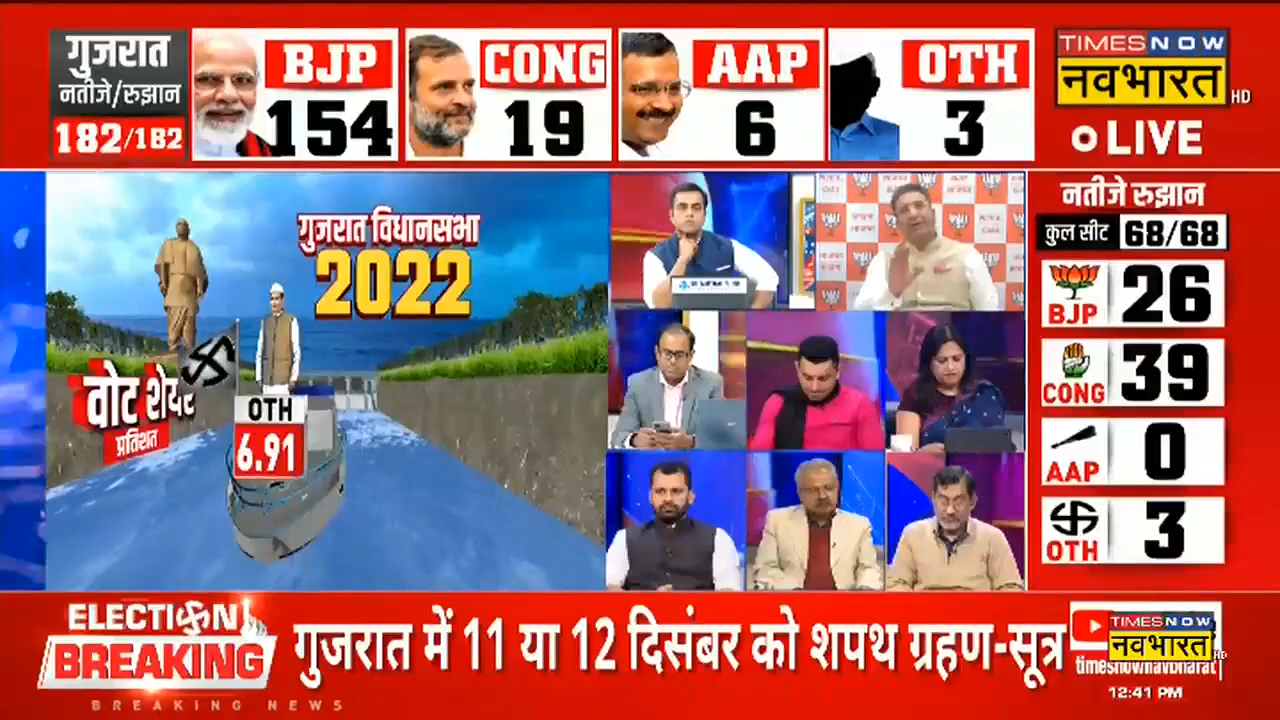 गुजरात
नतीजे/रुझान
182/182
BJP
154
CONG
19
AAP
6
OTH
3
TIMES NOW
नवभारत
HD
LIVE
गुजरात विधानसभा
2022
वोट शेयर
प्रतिशत
OTH
6.91
नतीजे रुझान
कुल सीट 68/68
BJP
26
CONG
39
AAP
0
OTH
3
ELECTION
BREAKING
BREAKING NEWS
गुजरात में 11 या 12 दिसंबर को शपथ ग्रहण-सूत्र
TIMES NOW
नवभारत
HD
timesnownavbharat
12:41 PM